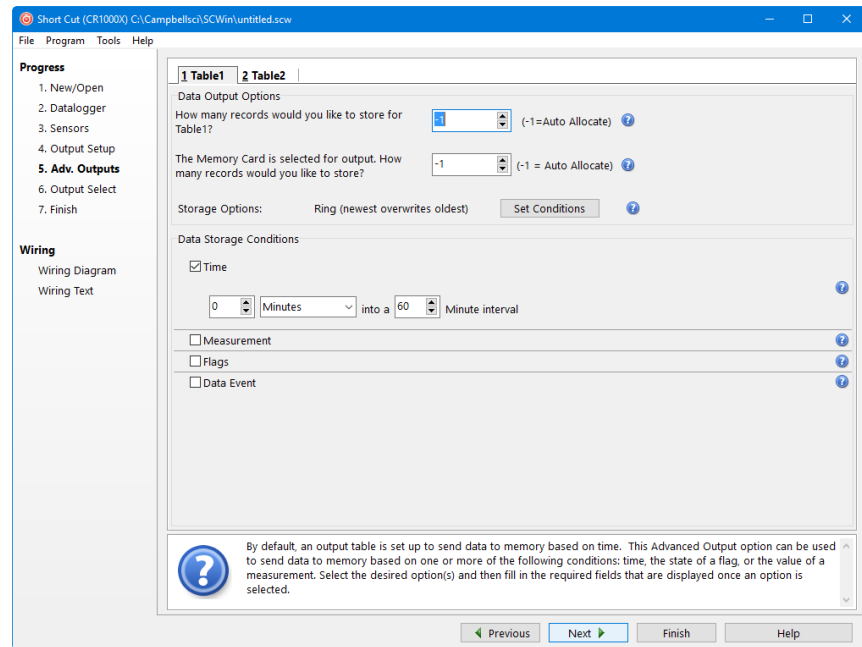 Short Cut (CR1000X) C:\Campbellsci\SCWin\untitled.scw
File Program Tools Help
Progress
1. New/Open
2. Datalogger
3. Sensors
4. Output Setup
5. Adv. Outputs
6. Output Select
7. Finish
Wiring
Wiring Diagram
Wiring Text
1 Table1 2 Table2
Data Output Options
How many records would you like to store for
Table1?
-1 (-1=Auto Allocate)
The Memory Card is selected for output. How
many records would you like to store?
-1 (-1 = Auto Allocate)
Storage Options: Ring (newest overwrites oldest) Set Conditions
Data Storage Conditions
Time
0 Minutes into a 60 Minute interval
Measurement
Flags
Data Event
By default, an output table is set up to send data to memory based on time. This Advanced Output option can be used
to send data to memory based on one or more of the following conditions: time, the state of a flag, or the value of a
measurement. Select the desired option(s) and then fill in the required fields that are displayed once an option is
selected.
Previous Next Finish Help